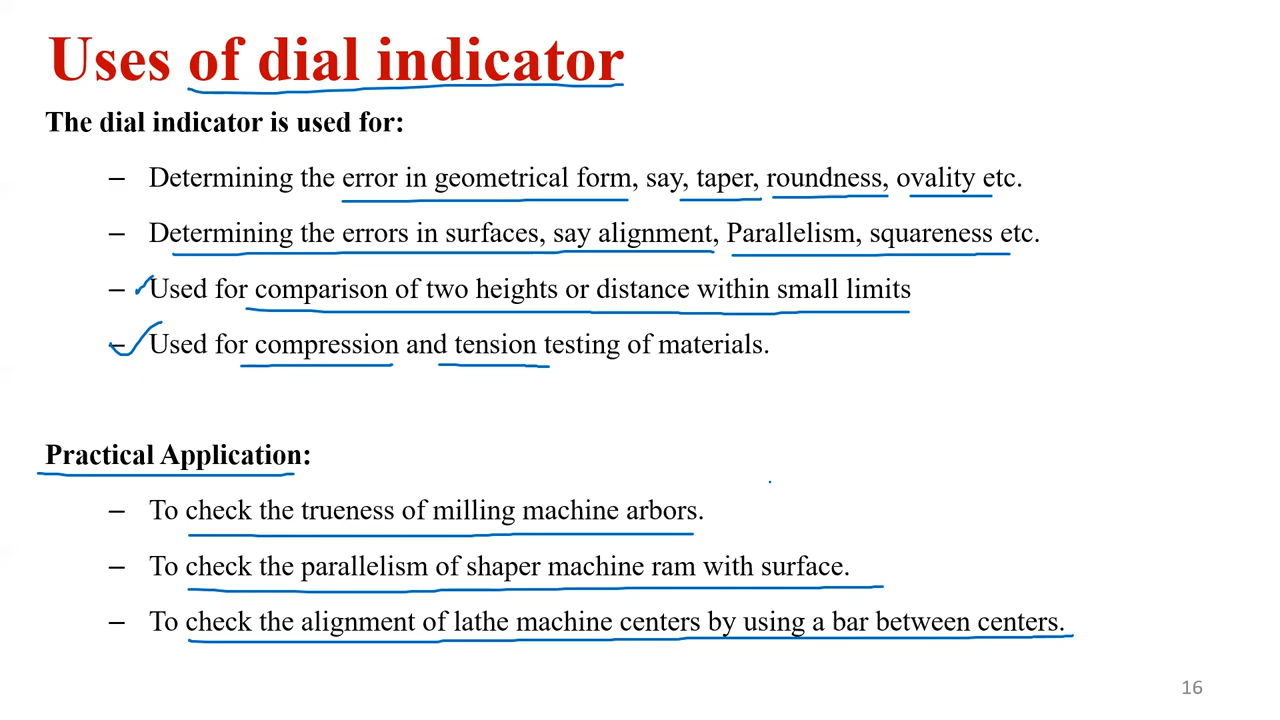 Uses of dial indicator
The dial indicator is used for:
– Determining the error in geometrical form, say, taper, roundness, ovality etc.
– Determining the errors in surfaces, say alignment, Parallelism, squareness etc.
– Used for comparison of two heights or distance within small limits
– Used for compression and tension testing of materials.
Practical Application:
– To check the trueness of milling machine arbors.
– To check the parallelism of shaper machine ram with surface.
– To check the alignment of lathe machine centers by using a bar between centers.
16